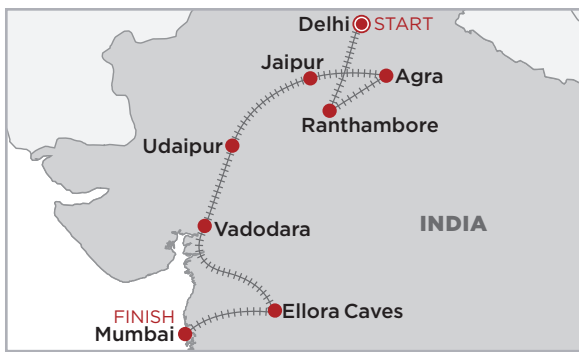 Delhi START
Jaipur
Agra
Ranthambore
Udaipur
Vadodara
INDIA
Ellora Caves
FINISH
Mumbai